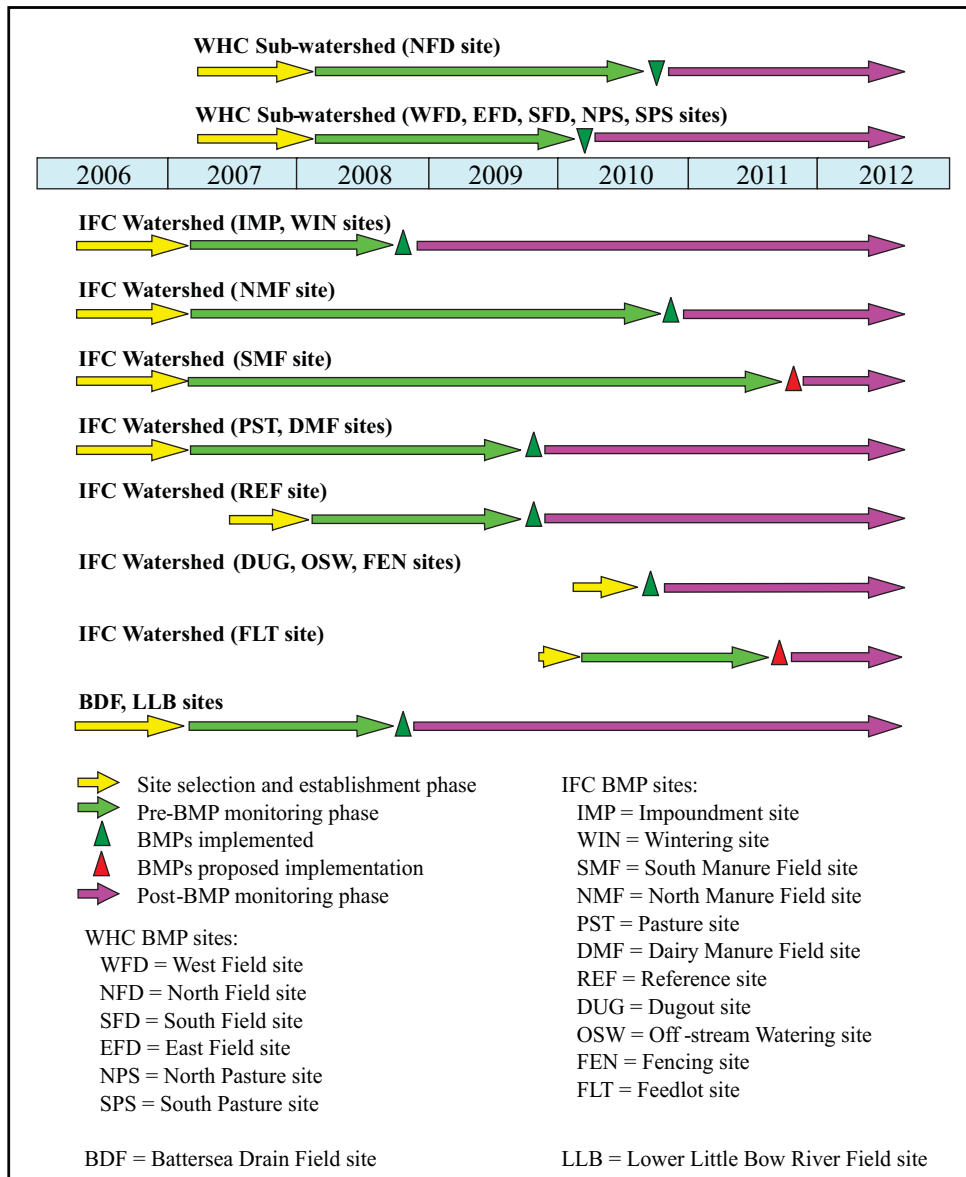 WHC Sub-watershed (NFD site)
WHC Sub-watershed (WFD, EFD, SFD, NPS, SPS sites)
2006 2007 2008 2009 2010 2011 2012
IFC Watershed (IMP, WIN sites)
IFC Watershed (NMF site)
IFC Watershed (SMF site)
IFC Watershed (PST, DMF sites)
IFC Watershed (REF site)
IFC Watershed (DUG, OSW, FEN sites)
IFC Watershed (FLT site)
BDF, LLB sites
Site selection and establishment phase
Pre-BMP monitoring phase
BMPs implemented
BMPs proposed implementation
Post-BMP monitoring phase
WHC BMP sites:
WFD = West Field site
NFD = North Field site
SFD = South Field site
EFD = East Field site
NPS = North Pasture site
SPS = South Pasture site
BDF = Battersea Drain Field site
IFC BMP sites:
IMP = Impoundment site
WIN = Wintering site
SMF = South Manure Field site
NMF = North Manure Field site
PST = Pasture site
DMF = Dairy Manure Field site
REF = Reference site
DUG = Dugout site
OSW = Off -stream Watering site
FEN = Fencing site
FLT = Feedlot site
LLB = Lower Little Bow River Field site